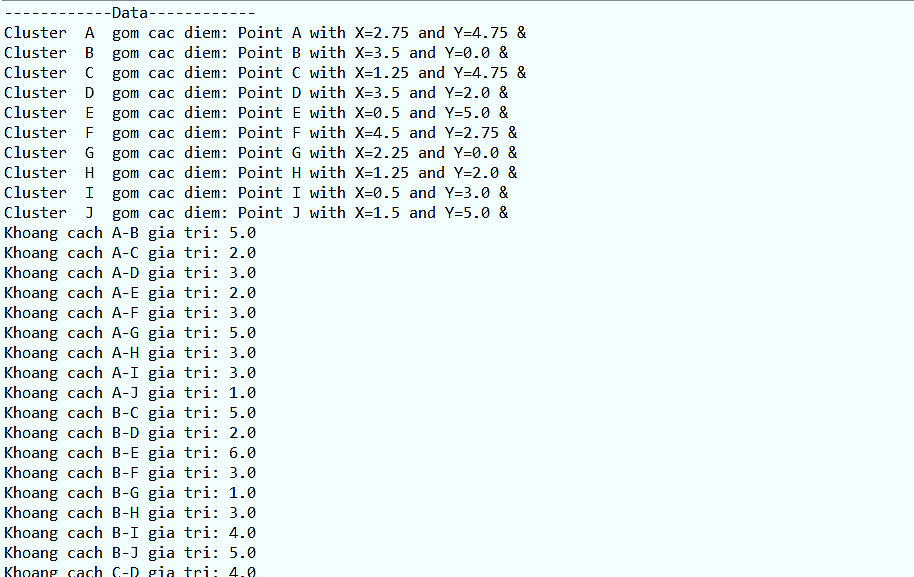 ------------Data------------
Cluster  A  gom cac diem: Point A with X=2.75 and Y=4.75 &
Cluster  B  gom cac diem: Point B with X=3.5 and Y=0.0 &
Cluster  C  gom cac diem: Point C with X=1.25 and Y=4.75 &
Cluster  D  gom cac diem: Point D with X=3.5 and Y=2.0 &
Cluster  E  gom cac diem: Point E with X=0.5 and Y=5.0 &
Cluster  F  gom cac diem: Point F with X=4.5 and Y=2.75 &
Cluster  G  gom cac diem: Point G with X=2.25 and Y=0.0 &
Cluster  H  gom cac diem: Point H with X=1.25 and Y=2.0 &
Cluster  I  gom cac diem: Point I with X=0.5 and Y=3.0 &
Cluster  J  gom cac diem: Point J with X=1.5 and Y=5.0 &
Khoang cach A-B gia tri: 5.0
Khoang cach A-C gia tri: 2.0
Khoang cach A-D gia tri: 3.0
Khoang cach A-E gia tri: 2.0
Khoang cach A-F gia tri: 3.0
Khoang cach A-G gia tri: 5.0
Khoang cach A-H gia tri: 3.0
Khoang cach A-I gia tri: 3.0
Khoang cach A-J gia tri: 1.0
Khoang cach B-C gia tri: 5.0
Khoang cach B-D gia tri: 2.0
Khoang cach B-E gia tri: 6.0
Khoang cach B-F gia tri: 3.0
Khoang cach B-G gia tri: 1.0
Khoang cach B-H gia tri: 3.0
Khoang cach B-I gia tri: 4.0
Khoang cach B-J gia tri: 5.0
Khoang cach C-D gia tri: 4.0